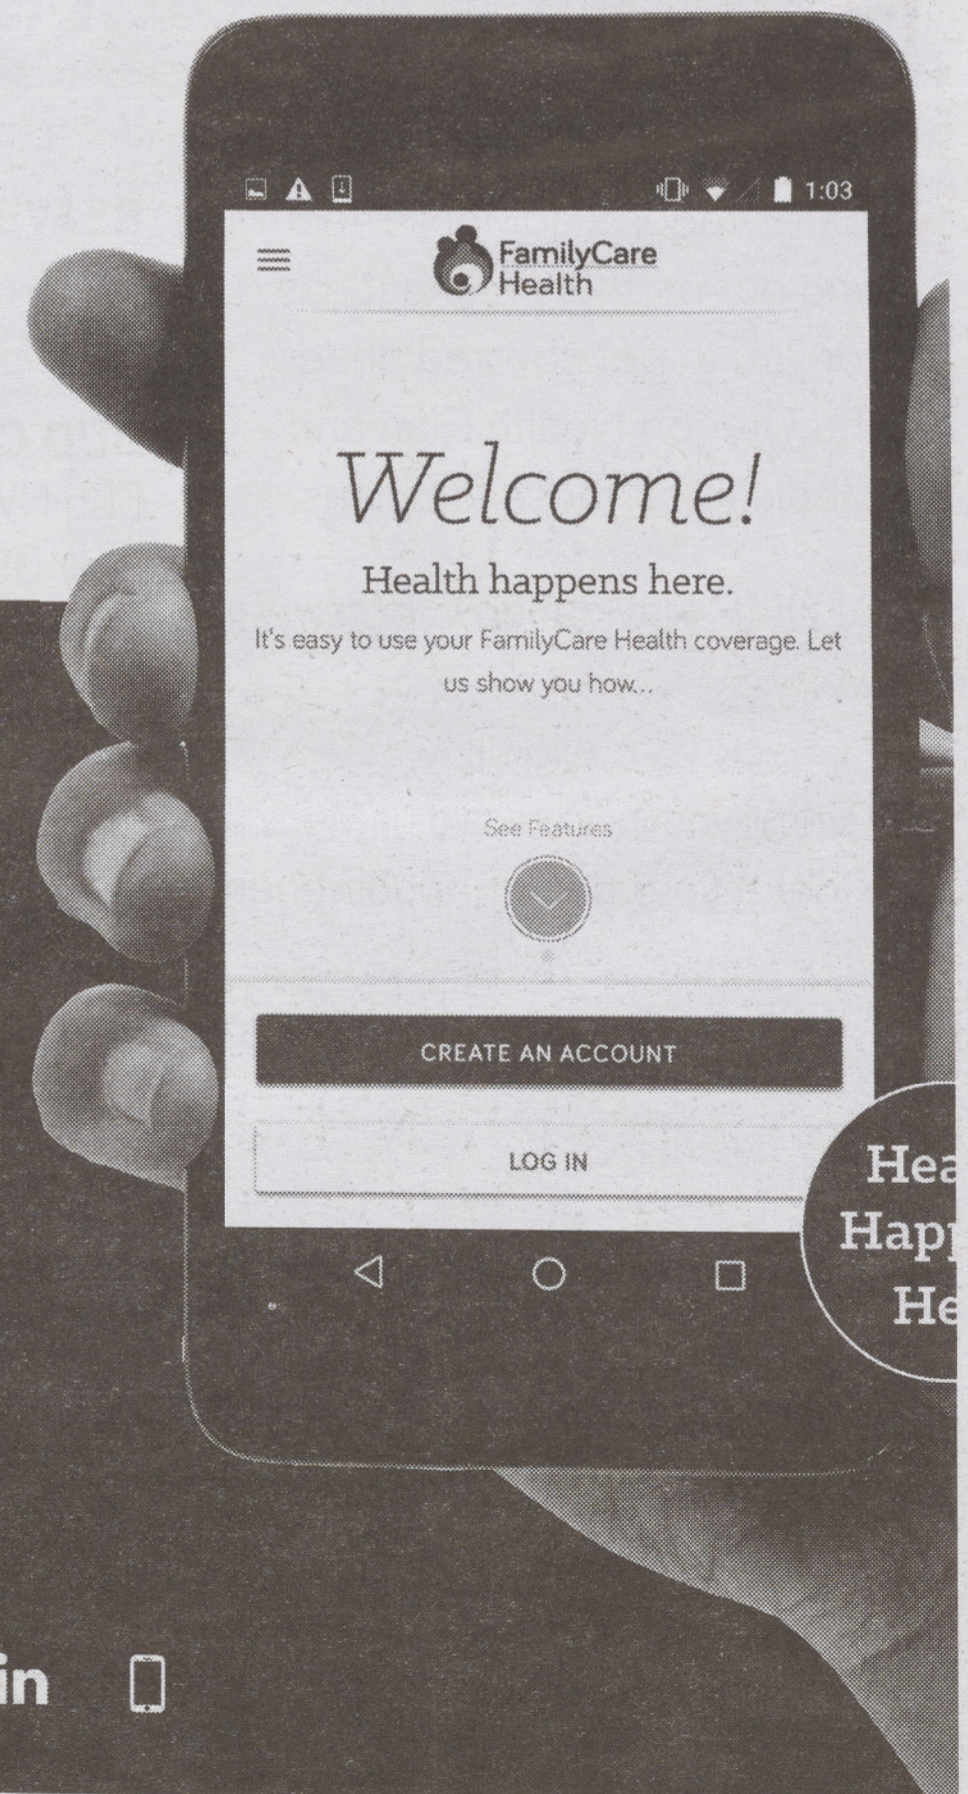 1:03
FamilyCare
Health
Welcome!
Health happens here.
It's easy to use your FamilyCare Health coverage. Let
us show you how...
See Features
CREATE AN ACCOUNT
LOG IN
Hea
Happ
He
in